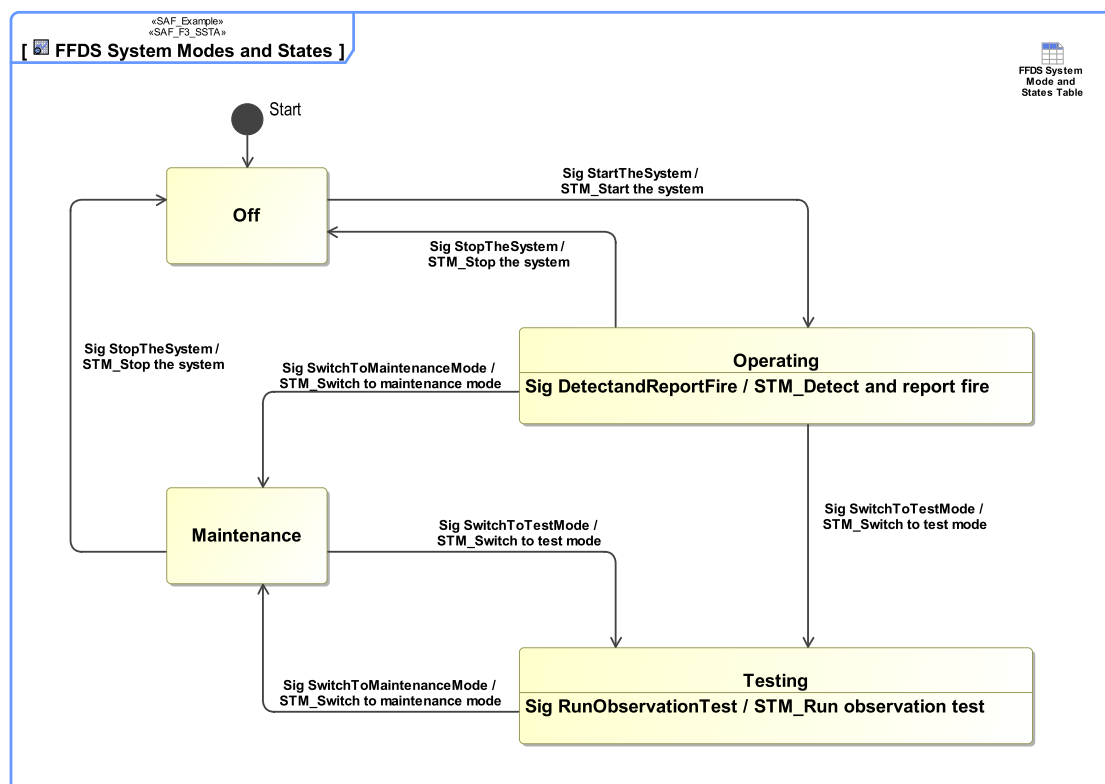 «SAF_Example»
«SAF_F3_SSTA»
[ FFDS System Modes and States ]
FFDS System
Mode and
States Table
Start
Off
Sig StartTheSystem /
STM_Start the system
Sig StopTheSystem /
STM_Stop the system
Sig StopTheSystem /
STM_Stop the system
Sig SwitchToMaintenanceMode /
STM_Switch to maintenance mode
Operating
Sig DetectandReportFire / STM_Detect and report fire
Maintenance
Sig SwitchToTestMode /
STM_Switch to test mode
Sig SwitchToTestMode /
STM_Switch to test mode
Sig SwitchToMaintenanceMode /
STM_Switch to maintenance mode
Testing
Sig RunObservationTest / STM_Run observation test